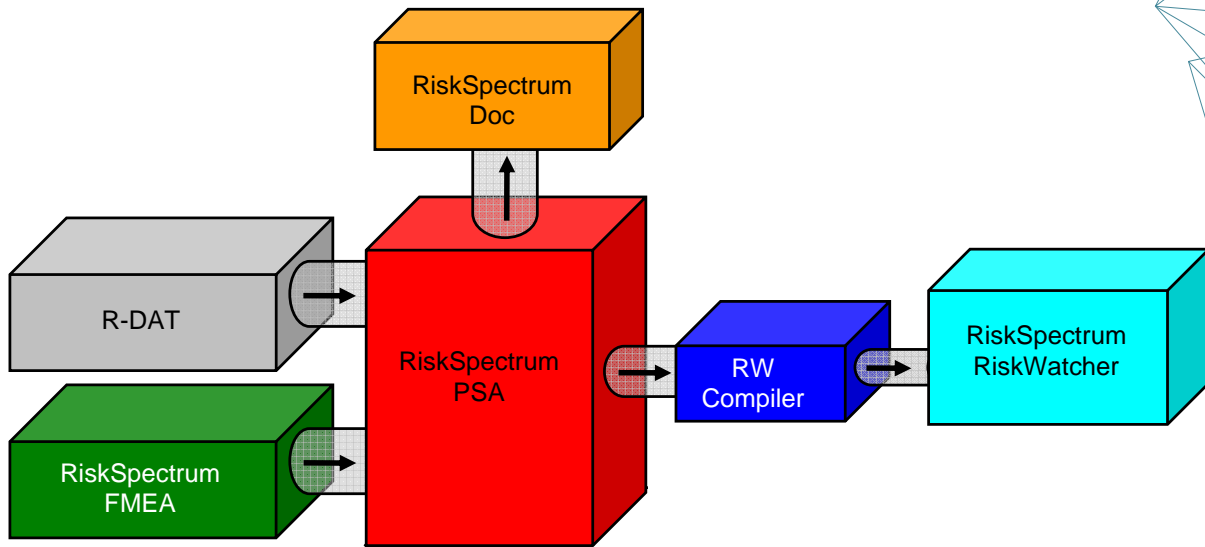 RiskSpectrum
Doc
R-DAT
RiskSpectrum
PSA
RW
Compiler
RiskSpectrum
RiskWatcher
RiskSpectrum
FMEA